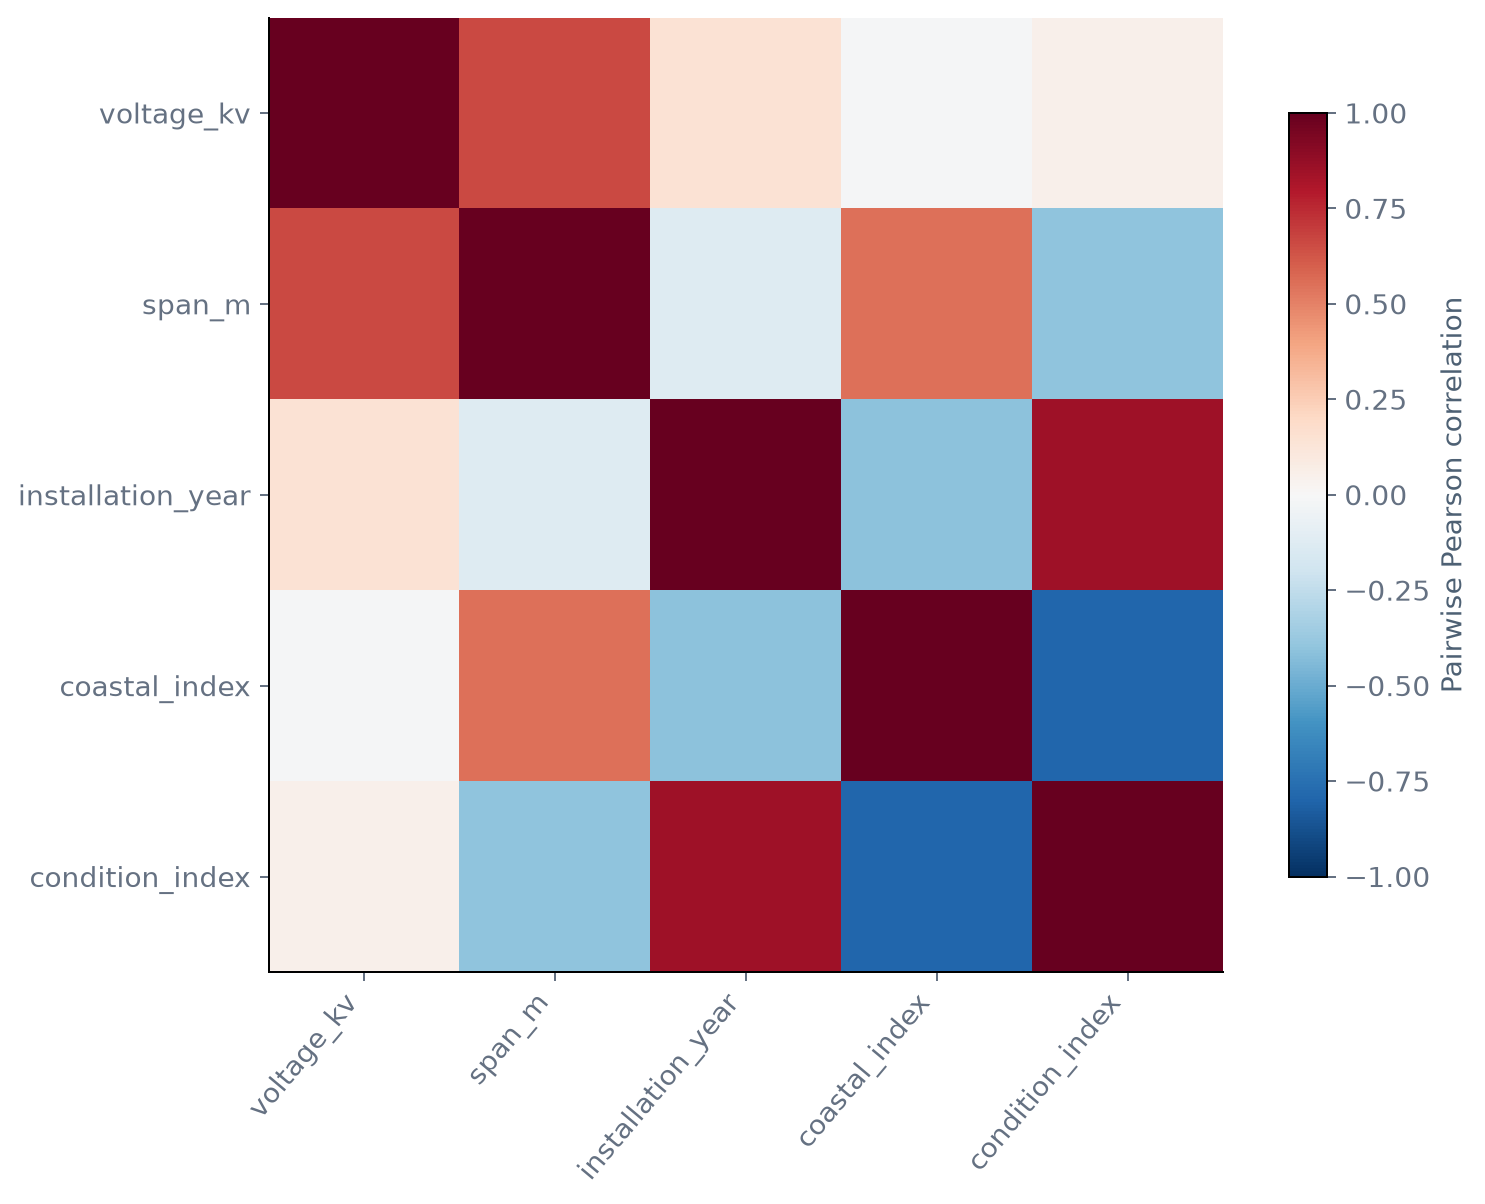 voltage_kv
span_m
installation_year
coastal_index
condition_index
voltage_kv
span_m
installation_year
coastal_index
condition_index
1.00
0.75
0.50
0.25
0.00
−0.25
−0.50
−0.75
−1.00
Pairwise Pearson correlation